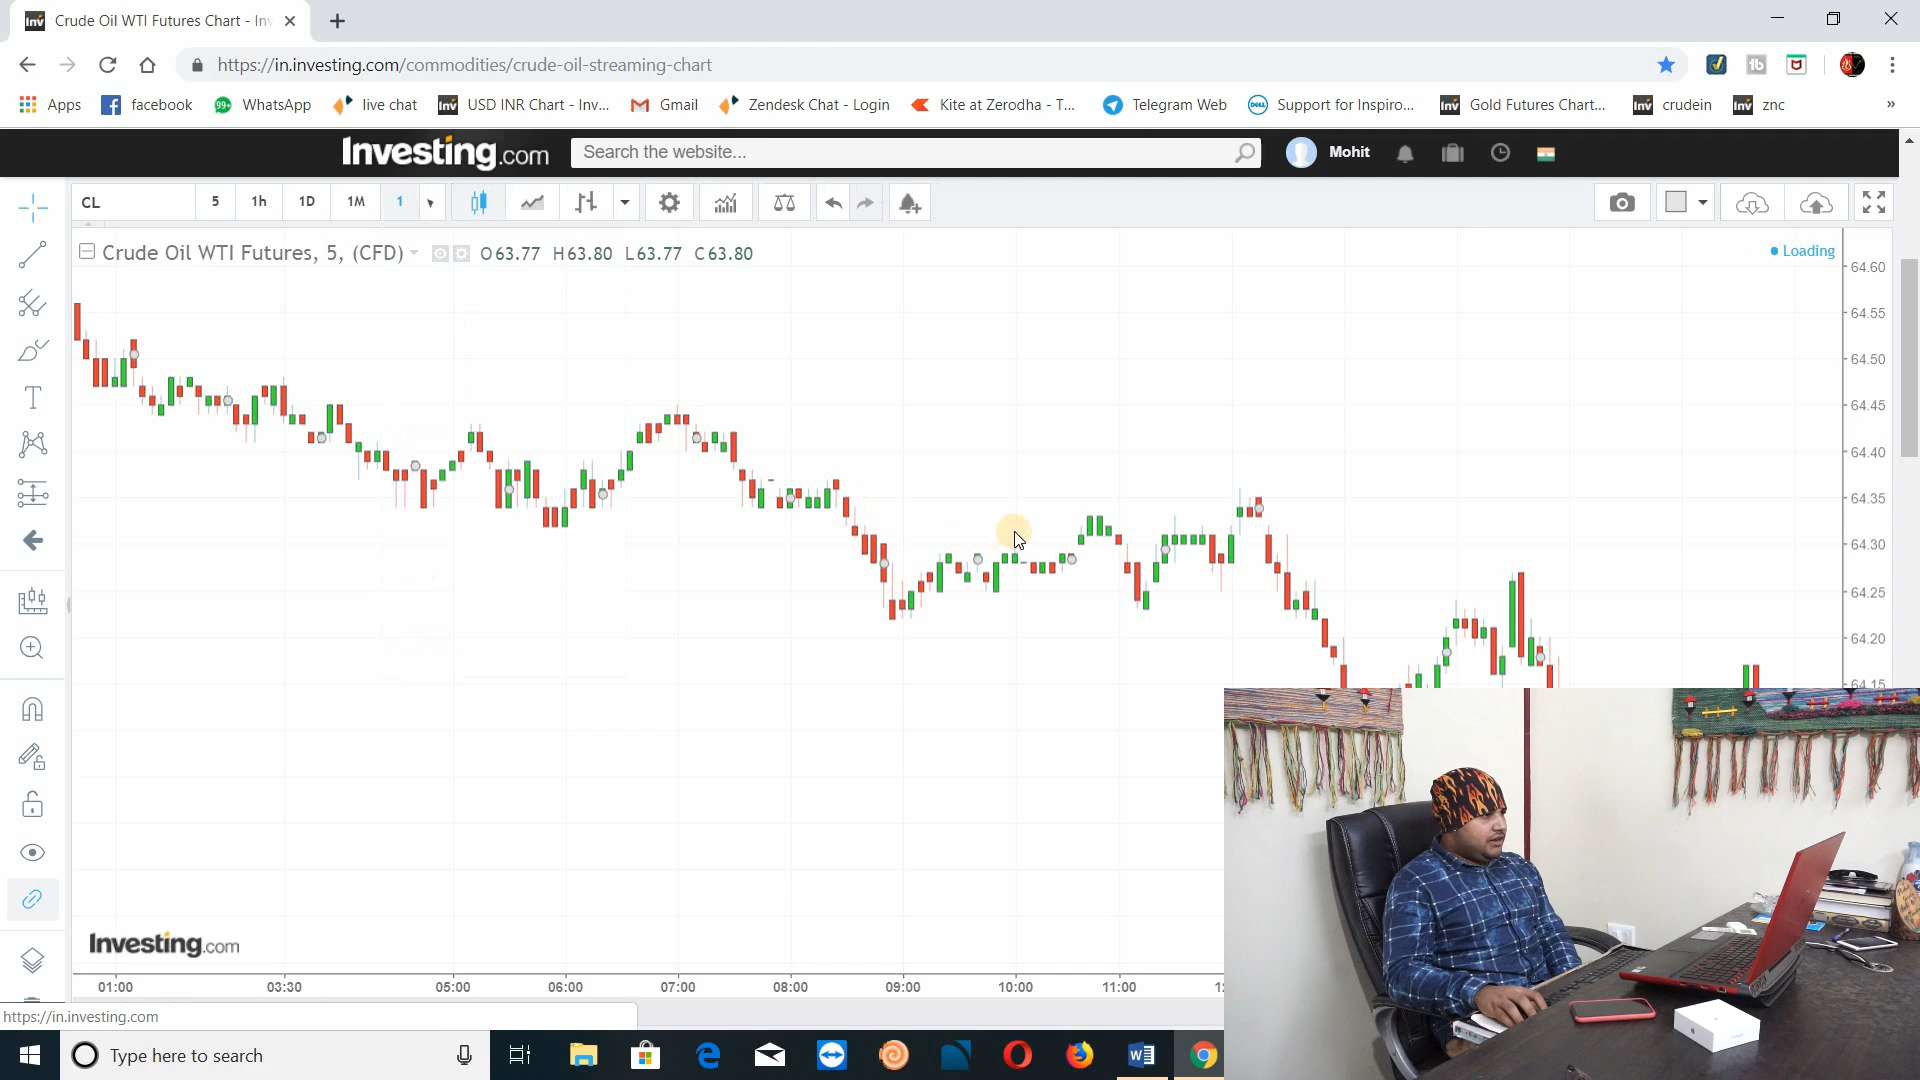 Crude Oil WTI Futures Chart - Inv
https://in.investing.com/commodities/crude-oil-streaming-chart
Apps facebook WhatsApp live chat USD INR Chart - Inv... Gmail Zendesk Chat - Login Kite at Zerodha - T... Telegram Web Support for Inspiro... Gold Futures Chart... crudein znc »
Investing.com Search the website... Mohit
CL 5 1h 1D 1M 1
Crude Oil WTI Futures, 5, (CFD) O63.77 H63.80 L63.77 C63.80
Loading
64.60
64.55
64.50
64.45
64.40
64.35
64.30
64.25
64.20
64.15
Investing.com
01:00 03:30 05:00 06:00 07:00 08:00 09:00 10:00 11:00
https://in.investing.com
Type here to search